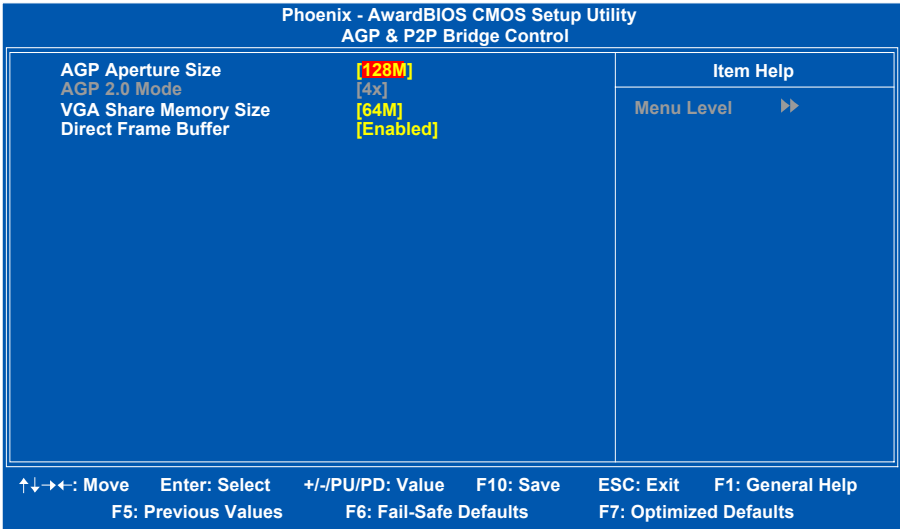 Phoenix - AwardBIOS CMOS Setup Utility
AGP & P2P Bridge Control
AGP Aperture Size [128M]
AGP 2.0 Mode [4x]
VGA Share Memory Size [64M]
Direct Frame Buffer [Enabled]
Item Help
Menu Level ▶▶
↑↓→←: Move Enter: Select +/-/PU/PD: Value F10: Save ESC: Exit F1: General Help
F5: Previous Values F6: Fail-Safe Defaults F7: Optimized Defaults